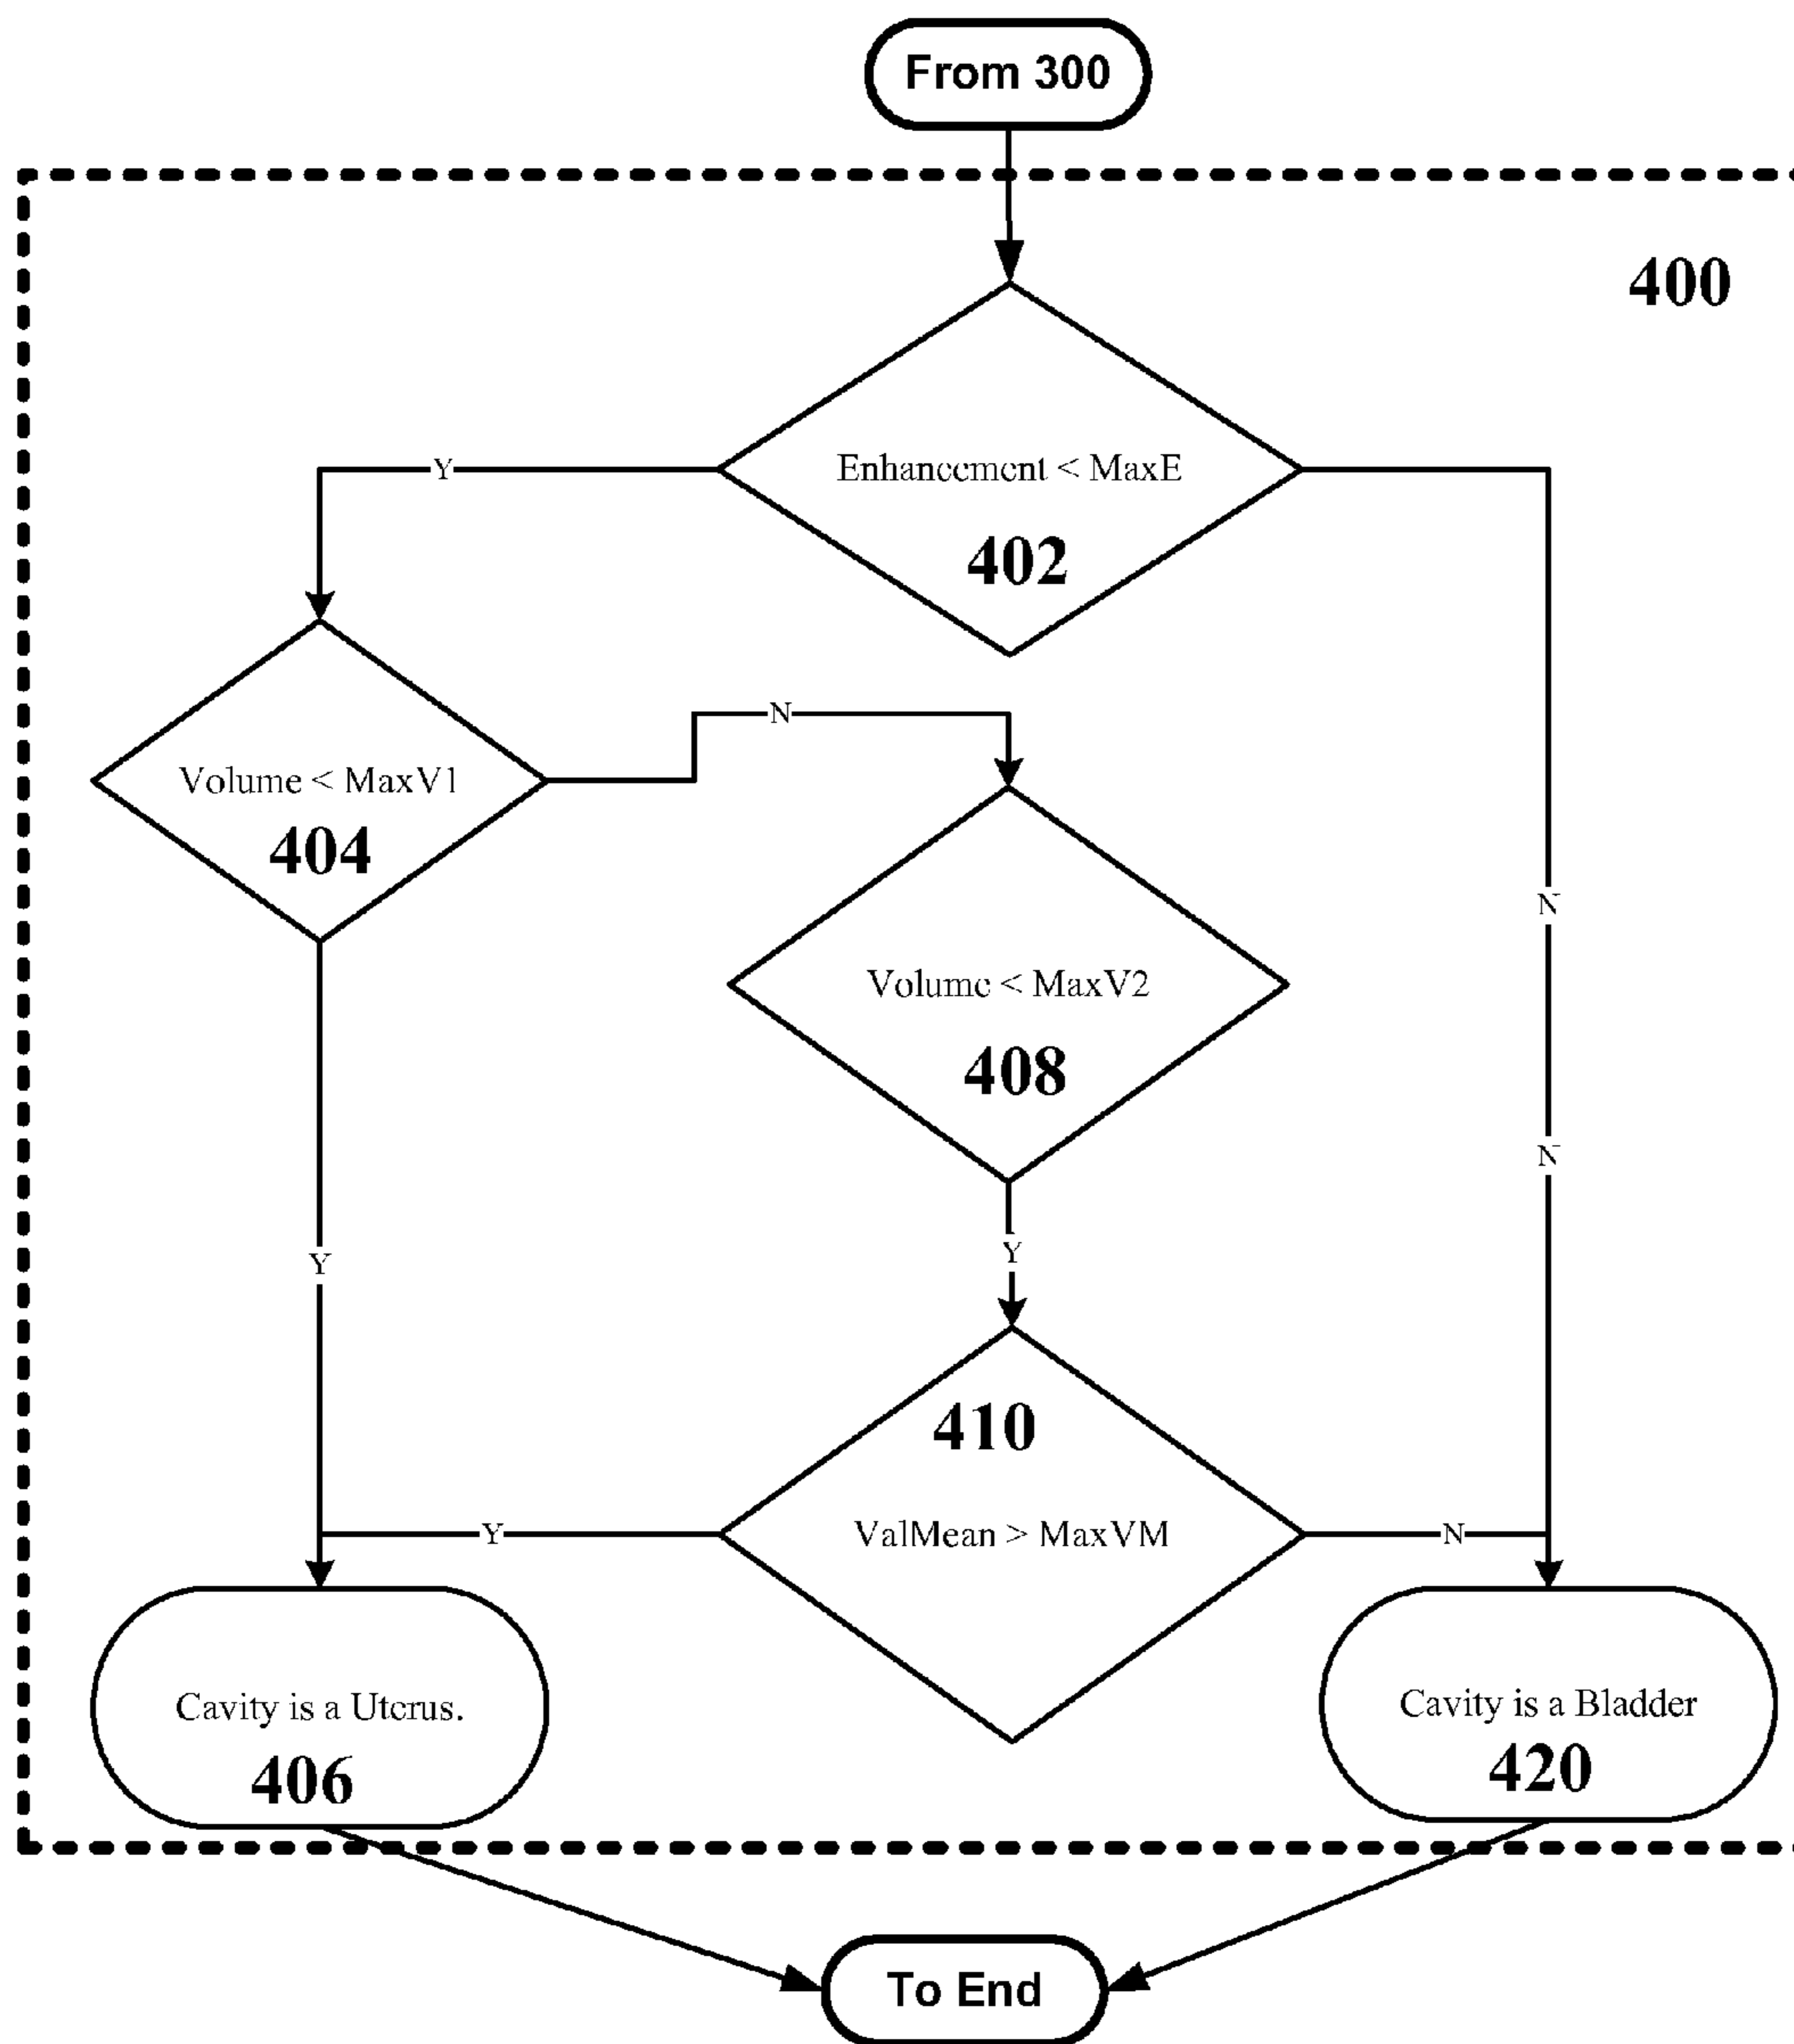 From 300
400
Enhancement < MaxE
402
Y
N
Volume < MaxV1
404
N
Volume < MaxV2
408
N
Y
Y
410
ValMean > MaxVM
Y
N
Cavity is a Uterus.
406
Cavity is a Bladder
420
To End